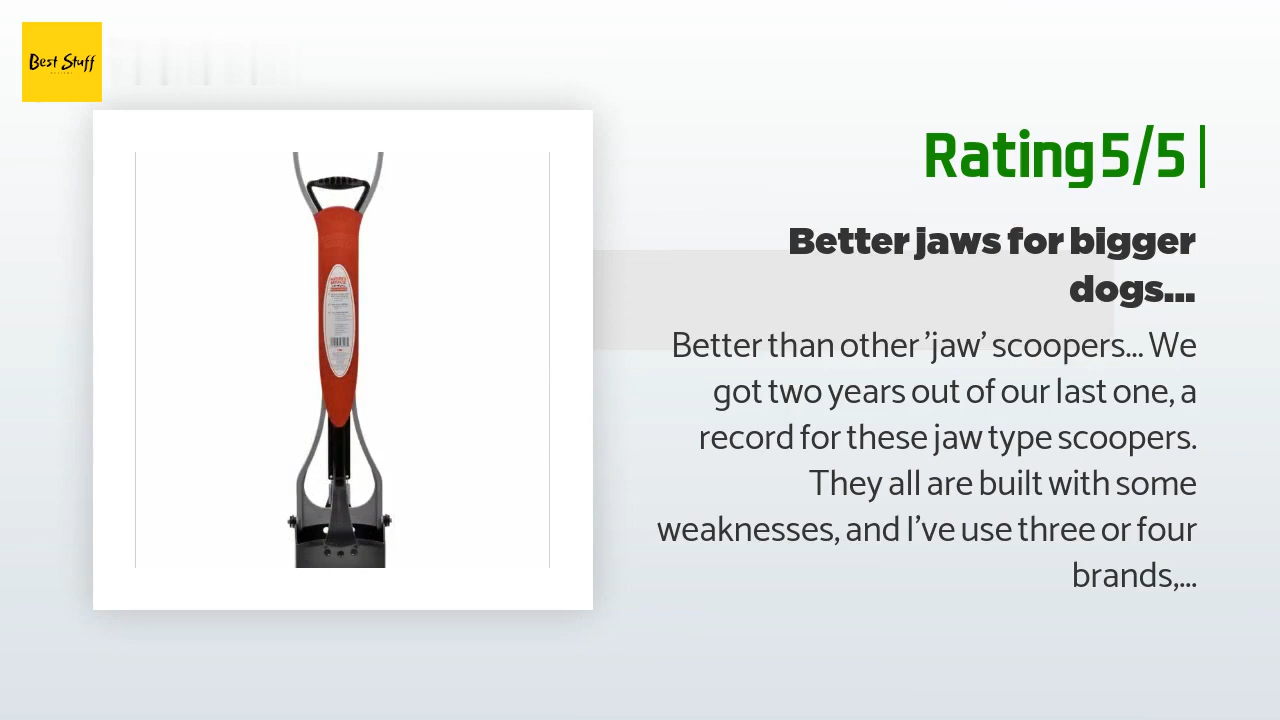 Best Stuff
Rating 5/5 |
Better jaws for bigger
dogs...
Better than other 'jaw' scoopers... We
got two years out of our last one, a
record for these jaw type scoopers.
They all are built with some
weaknesses, and I've use three or four
brands,...